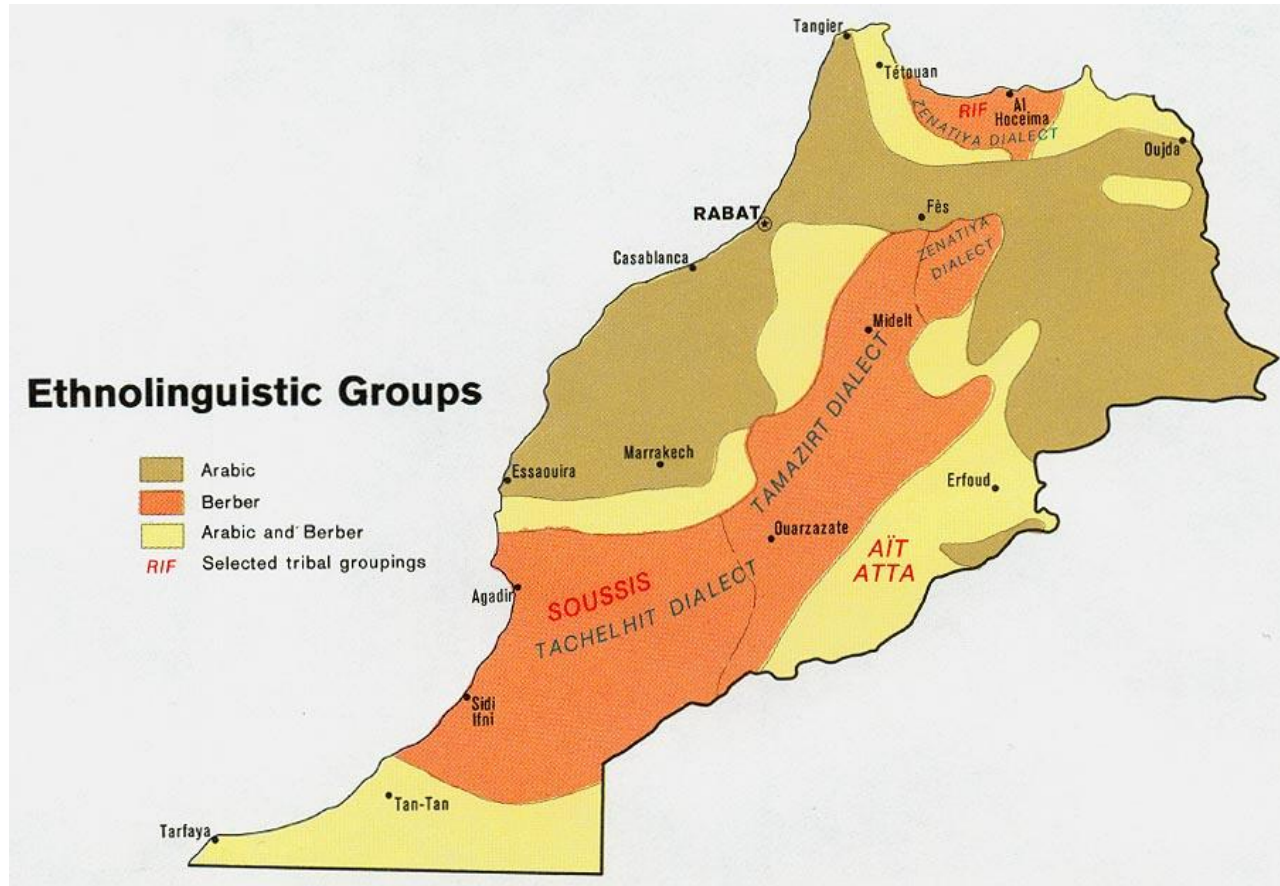 Tangier
Tétouan
RIF
Al
Hoceima
ZENATIYA DIALECT
Oujda
RABAT
Fès
ZENATIYA
DIALECT
Casablanca
Midelt
Ethnolinguistic Groups
TAMAZIRT DIALECT
Arabic
Berber
Arabic and Berber
RIF Selected tribal groupings
Marrakech
Essaouira
Erfoud
Ouarzazate
AÏT
ATTA
SOUSSIS
Agadir
TACHELHIT DIALECT
Sidi
Ifni
Tan-Tan
Tarfaya